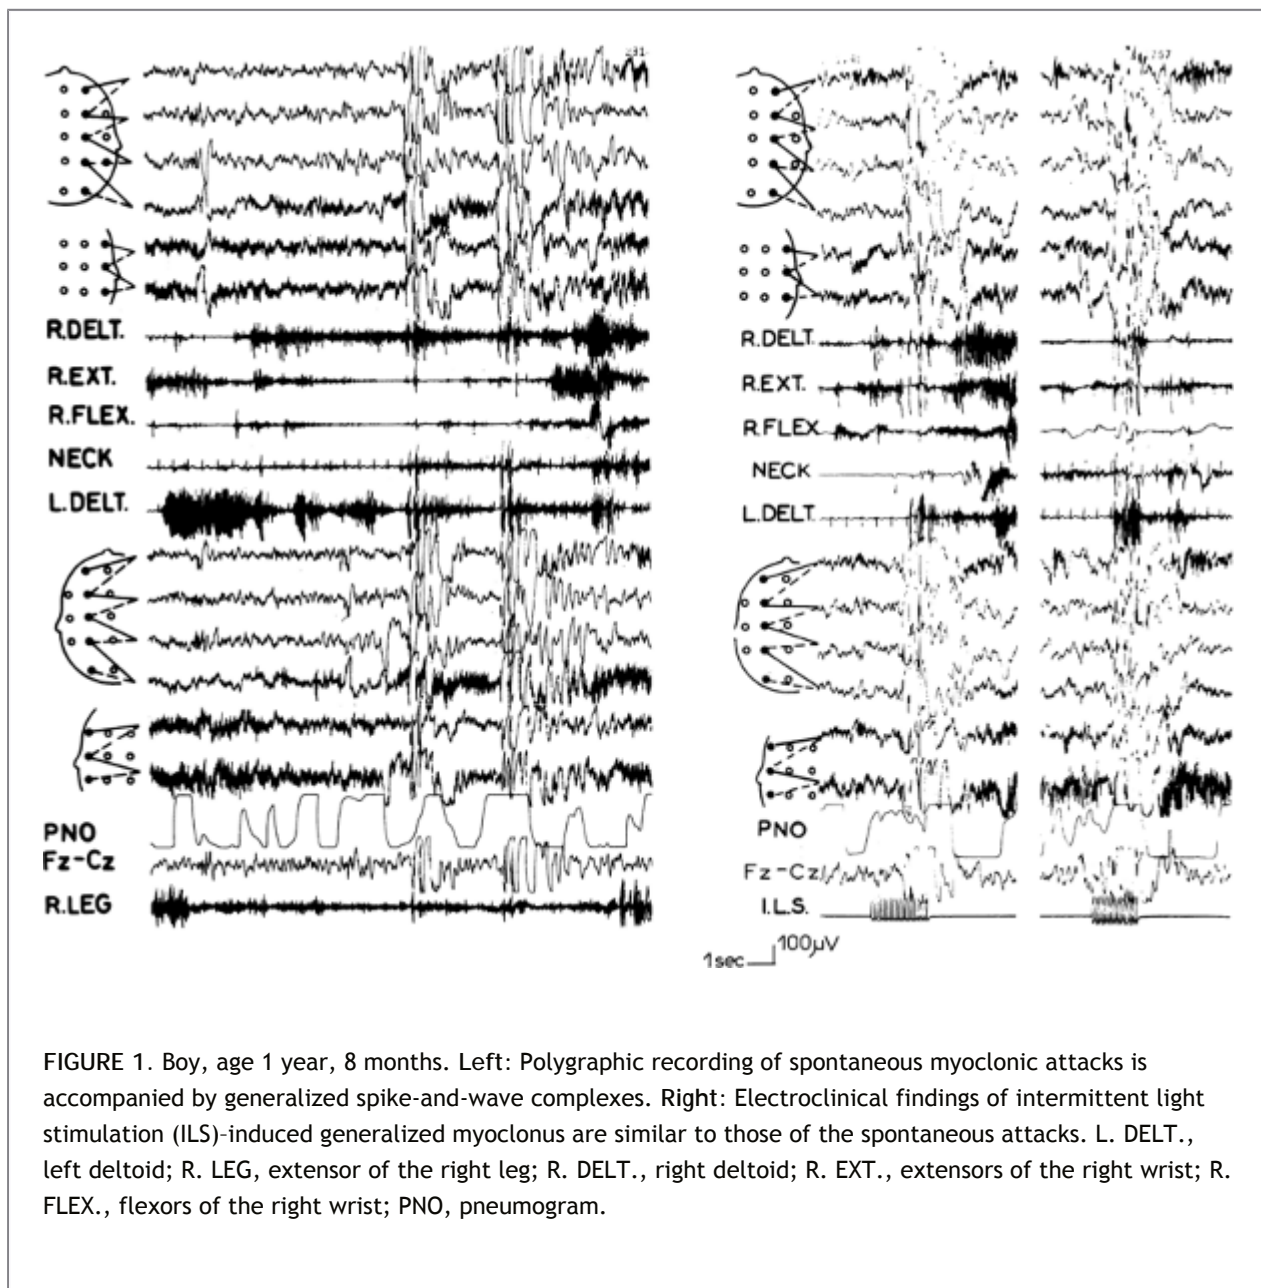 R.DELT.
R.EXT.
R.FLEX.
NECK
L.DELT.
PNO
Fz-Cz
R.LEG
R.DELT.
R.EXT.
R.FLEX
NECK
L.DELT.
PNO
Fz-Cz
I.L.S.
1sec 100µV
FIGURE 1. Boy, age 1 year, 8 months. Left: Polygraphic recording of spontaneous myoclonic attacks is
accompanied by generalized spike-and-wave complexes. Right: Electroclinical findings of intermittent light
stimulation (ILS)-induced generalized myoclonus are similar to those of the spontaneous attacks. L. DELT.,
left deltoid; R. LEG, extensor of the right leg; R. DELT., right deltoid; R. EXT., extensors of the right wrist; R.
FLEX., flexors of the right wrist; PNO, pneumogram.